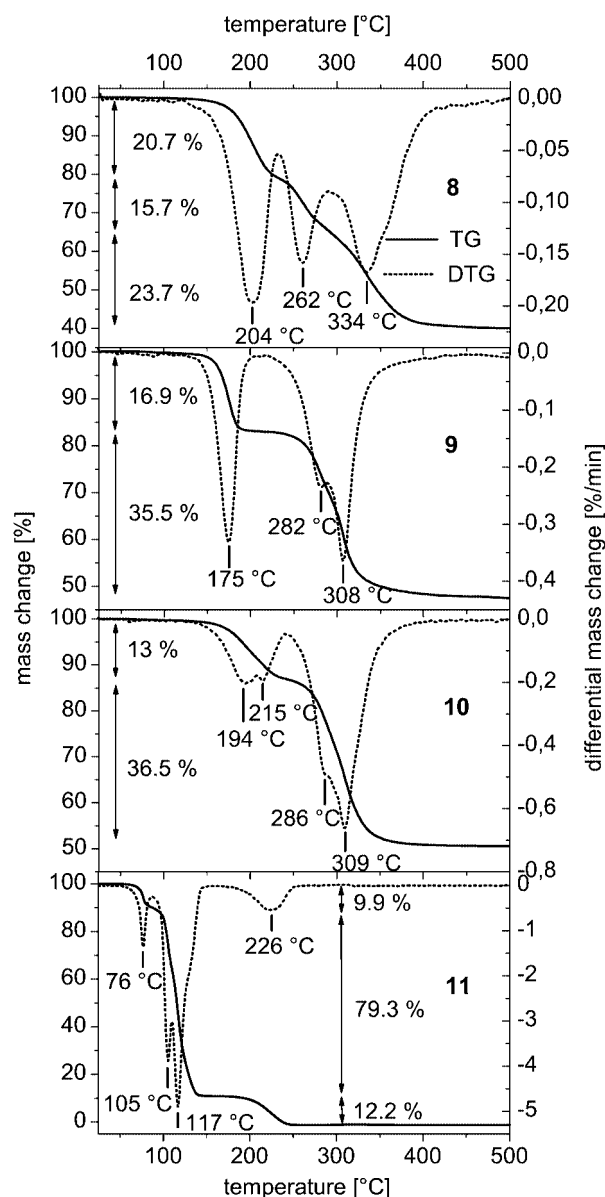 temperature [°C]
100 200 300 400 500
100
90
80
70
60
50
40
20.7 %
15.7 %
23.7 %
204 °C
262 °C
334 °C
8
TG
DTG
0,00
-0,05
-0,10
-0,15
-0,20
100
90
80
70
60
50
16.9 %
35.5 %
175 °C
282 °C
308 °C
9
0,0
-0,1
-0,2
-0,3
-0,4
mass change [%]
differential mass change [%/min]
100
90
80
70
60
50
13 %
36.5 %
194 °C
215 °C
286 °C
309 °C
10
0,0
-0,2
-0,4
-0,6
-0,8
100
80
60
40
20
0
76 °C
105 °C
117 °C
226 °C
9.9 %
79.3 %
12.2 %
11
0
-1
-2
-3
-4
-5
100 200 300 400 500
temperature [°C]